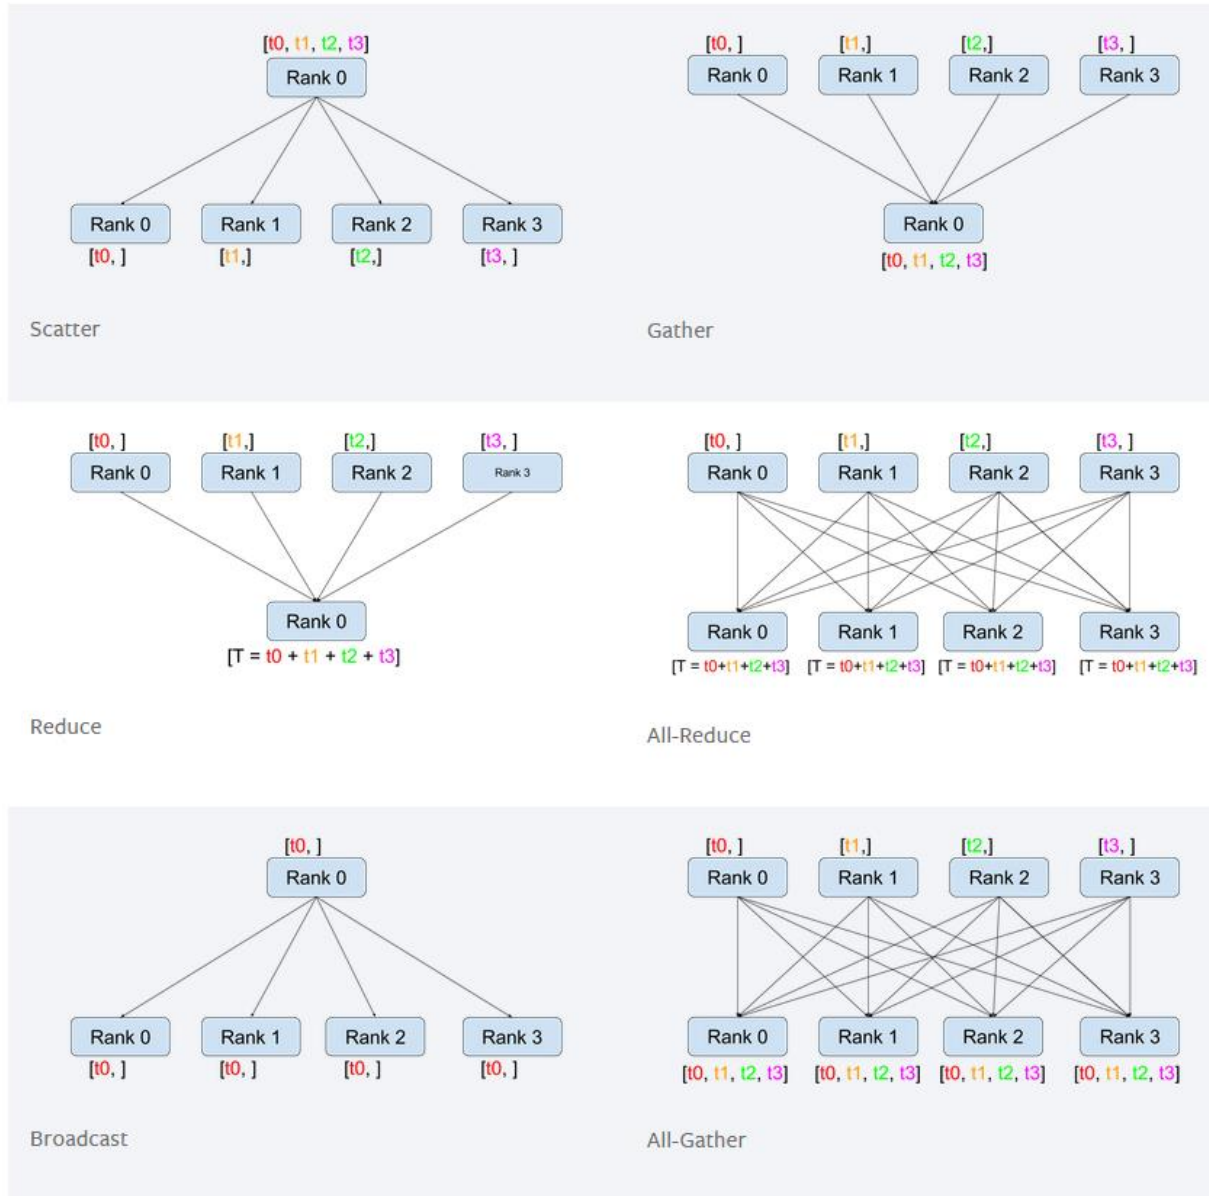 [t0, t1, t2, t3]
Rank 0
Rank 0 Rank 1 Rank 2 Rank 3
[t0, ] [t1,] [t2,] [t3, ]
Scatter
[t0, ] [t1,] [t2,] [t3, ]
Rank 0 Rank 1 Rank 2 Rank 3
Rank 0
[t0, t1, t2, t3]
Gather
[t0, ] [t1,] [t2,] [t3, ]
Rank 0 Rank 1 Rank 2 Rank 3
Rank 0
[T = t0 + t1 + t2 + t3]
Reduce
[t0, ] [t1,] [t2,] [t3, ]
Rank 0 Rank 1 Rank 2 Rank 3
Rank 0 Rank 1 Rank 2 Rank 3
[T = t0+t1+t2+t3] [T = t0+t1+t2+t3] [T = t0+t1+t2+t3] [T = t0+t1+t2+t3]
All-Reduce
[t0, ]
Rank 0
Rank 0 Rank 1 Rank 2 Rank 3
[t0, ] [t0, ] [t0, ] [t0, ]
Broadcast
[t0, ] [t1,] [t2,] [t3, ]
Rank 0 Rank 1 Rank 2 Rank 3
Rank 0 Rank 1 Rank 2 Rank 3
[t0, t1, t2, t3] [t0, t1, t2, t3] [t0, t1, t2, t3] [t0, t1, t2, t3]
All-Gather